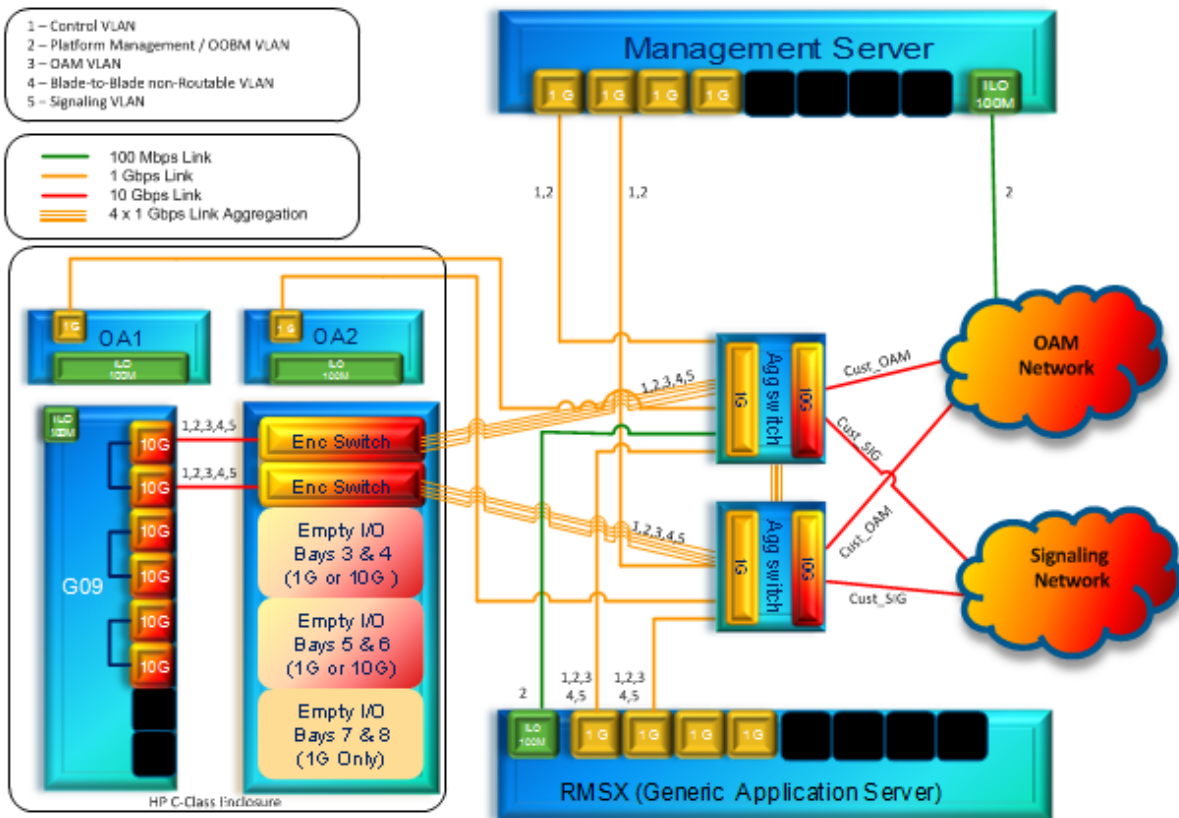 1 – Control VLAN
2 – Platform Management / OOBM VLAN
3 – OAM VLAN
4 – Blade-to-Blade non-Routable VLAN
5 – Signaling VLAN
100 Mbps Link
1 Gbps Link
10 Gbps Link
4 x 1 Gbps Link Aggregation
Management Server
1 G
1 G
1 G
1 G
ILO
100M
1,2
1,2
2
1G
OA1
ILO
100M
1 G
OA2
ILO
100M
ILO
100M
G09
10G
10G
10G
10G
10G
10G
1,2,3,4,5
1,2,3,4,5
Enc Switch
Enc Switch
Empty I/O
Bays 3 & 4
(1G or 10G )
Empty I/O
Bays 5 & 6
(1G or 10G)
Empty I/O
Bays 7 & 8
(1G Only)
HP C-Class Enclosure
1,2,3,4,5
1,2,3,4,5
1G
Agg switch
10G
1G
Agg switch
10G
Cust_OAM
Cust_SIG
Cust_OAM
Cust_SIG
OAM
Network
Signaling
Network
2
1,2,3
4,5
1,2,3
4,5
ILO
100M
1 G
1 G
1 G
1 G
RMSX (Generic Application Server)